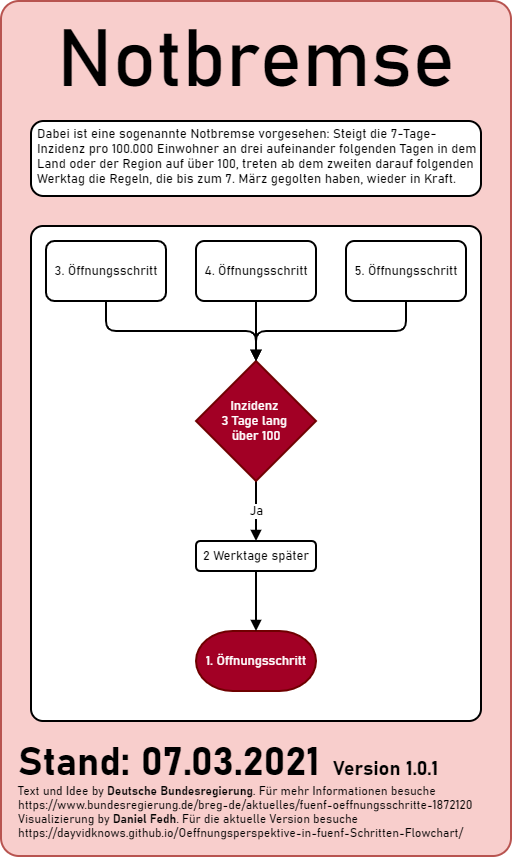 Notbremse
Dabei ist eine sogenannte Notbremse vorgesehen: Steigt die 7-Tage-
Inzidenz pro 100.000 Einwohner an drei aufeinander folgenden Tagen in dem
Land oder der Region auf über 100, treten ab dem zweiten darauf folgenden
Werktag die Regeln, die bis zum 7. März gegolten haben, wieder in Kraft.
3. Öffnungsschritt
4. Öffnungsschritt
5. Öffnungsschritt
Inzidenz
3 Tage lang
über 100
Ja
2 Werktage später
1. Öffnungsschritt
Stand: 07.03.2021 Version 1.0.1
Text und Idee by Deutsche Bundesregierung. Für mehr Informationen besuche
https://www.bundesregierung.de/breg-de/aktuelles/fuenf-oeffnungsschritte-1872120
Visualizierung by Daniel Fedh. Für die aktuelle Version besuche
https://dayvidknows.github.io/Oeffnungsperspektive-in-fuenf-Schritten-Flowchart/